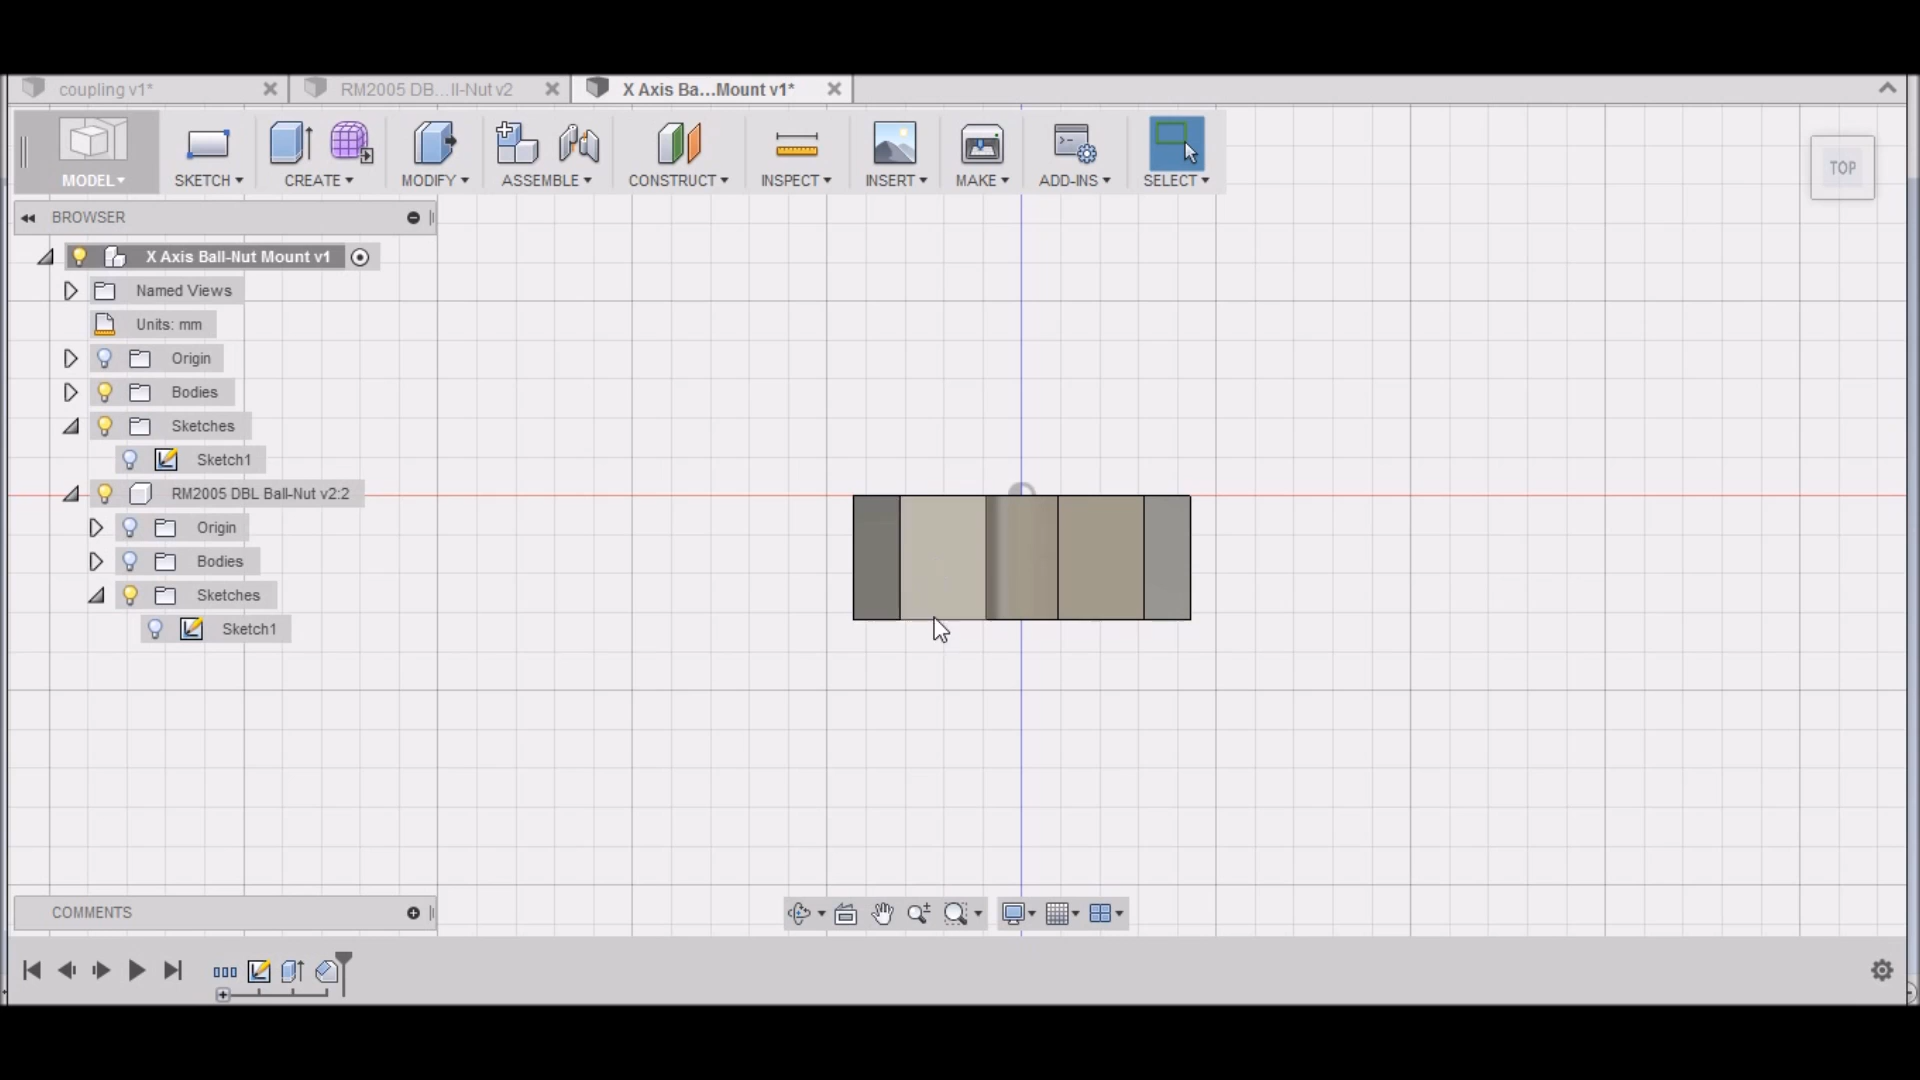 coupling v1*
RM2005 DB...ll-Nut v2
X Axis Ba...Mount v1*
MODEL
SKETCH
CREATE
MODIFY
ASSEMBLE
CONSTRUCT
INSPECT
INSERT
MAKE
ADD-INS
SELECT
TOP
BROWSER
X Axis Ball-Nut Mount v1
Named Views
Units: mm
Origin
Bodies
Sketches
Sketch1
RM2005 DBL Ball-Nut v2:2
Origin
Bodies
Sketches
Sketch1
COMMENTS